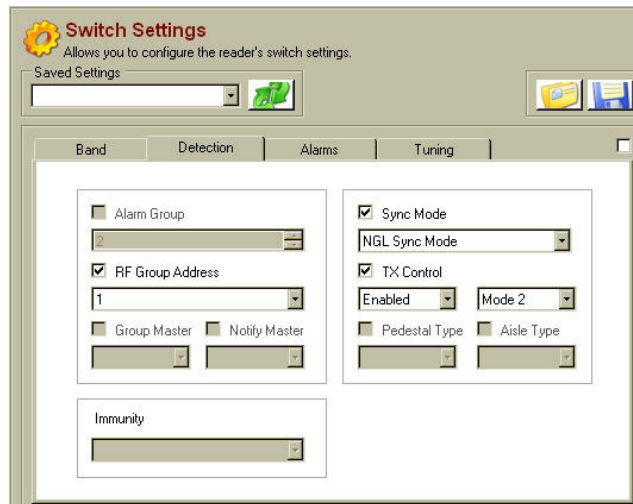 Switch Settings
Allows you to configure the reader's switch settings.
Saved Settings
Band Detection Alarms Tuning
Alarm Group
2
RF Group Address
1
Group Master Notify Master
Sync Mode
NGL Sync Mode
TX Control
Enabled Mode 2
Pedestal Type Aisle Type
Immunity